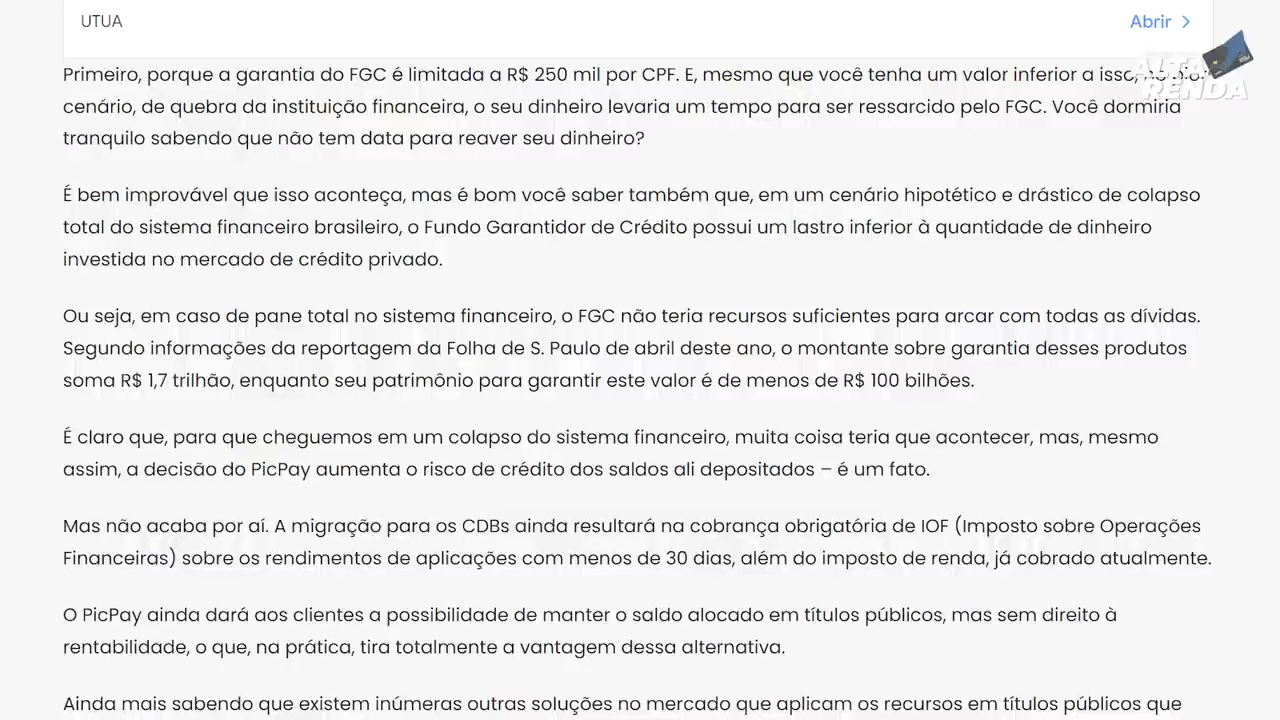 UTUA
Abrir
ALTA
RENDA
Primeiro, porque a garantia do FGC é limitada a R$ 250 mil por CPF. E, mesmo que você tenha um valor inferior a isso,
cenário, de quebra da instituição financeira, o seu dinheiro levaria um tempo para ser ressarcido pelo FGC. Você dormiria
tranquilo sabendo que não tem data para reaver seu dinheiro?
É bem improvável que isso aconteça, mas é bom você saber também que, em um cenário hipotético e drástico de colapso
total do sistema financeiro brasileiro, o Fundo Garantidor de Crédito possui um lastro inferior à quantidade de dinheiro
investida no mercado de crédito privado.
Ou seja, em caso de pane total no sistema financeiro, o FGC não teria recursos suficientes para arcar com todas as dívidas.
Segundo informações da reportagem da Folha de S. Paulo de abril deste ano, o montante sobre garantia desses produtos
soma R$ 1,7 trilhão, enquanto seu patrimônio para garantir este valor é de menos de R$ 100 bilhões.
É claro que, para que cheguemos em um colapso do sistema financeiro, muita coisa teria que acontecer, mas, mesmo
assim, a decisão do PicPay aumenta o risco de crédito dos saldos ali depositados – é um fato.
Mas não acaba por aí. A migração para os CDBs ainda resultará na cobrança obrigatória de IOF (Imposto sobre Operações
Financeiras) sobre os rendimentos de aplicações com menos de 30 dias, além do imposto de renda, já cobrado atualmente.
O PicPay ainda dará aos clientes a possibilidade de manter o saldo alocado em títulos públicos, mas sem direito à
rentabilidade, o que, na prática, tira totalmente a vantagem dessa alternativa.
Ainda mais sabendo que existem inúmeras outras soluções no mercado que aplicam os recursos em títulos públicos que